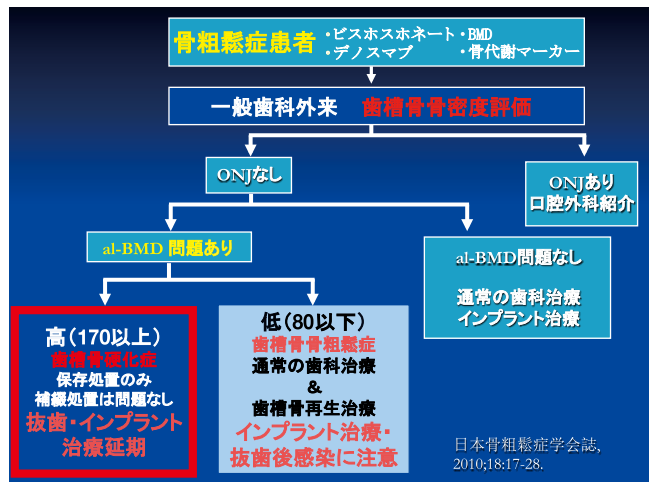 骨粗鬆症患者
・ビスホスホネート・BMD
・デノスマブ ・骨代謝マーカー
一般歯科外来 歯槽骨骨密度評価
ONJなし
ONJあり
口腔外科紹介
al-BMD 問題あり
al-BMD問題なし
通常の歯科治療
インプラント治療
高(170以上)
歯槽骨硬化症
保存処置のみ
補綴処置は問題なし
抜歯・インプラント
治療延期
低(80以下)
歯槽骨骨粗鬆症
通常の歯科治療
&
歯槽骨再生治療
インプラント治療・
抜歯後感染に注意
日本骨粗鬆症学会誌,
2010;18:17-28.